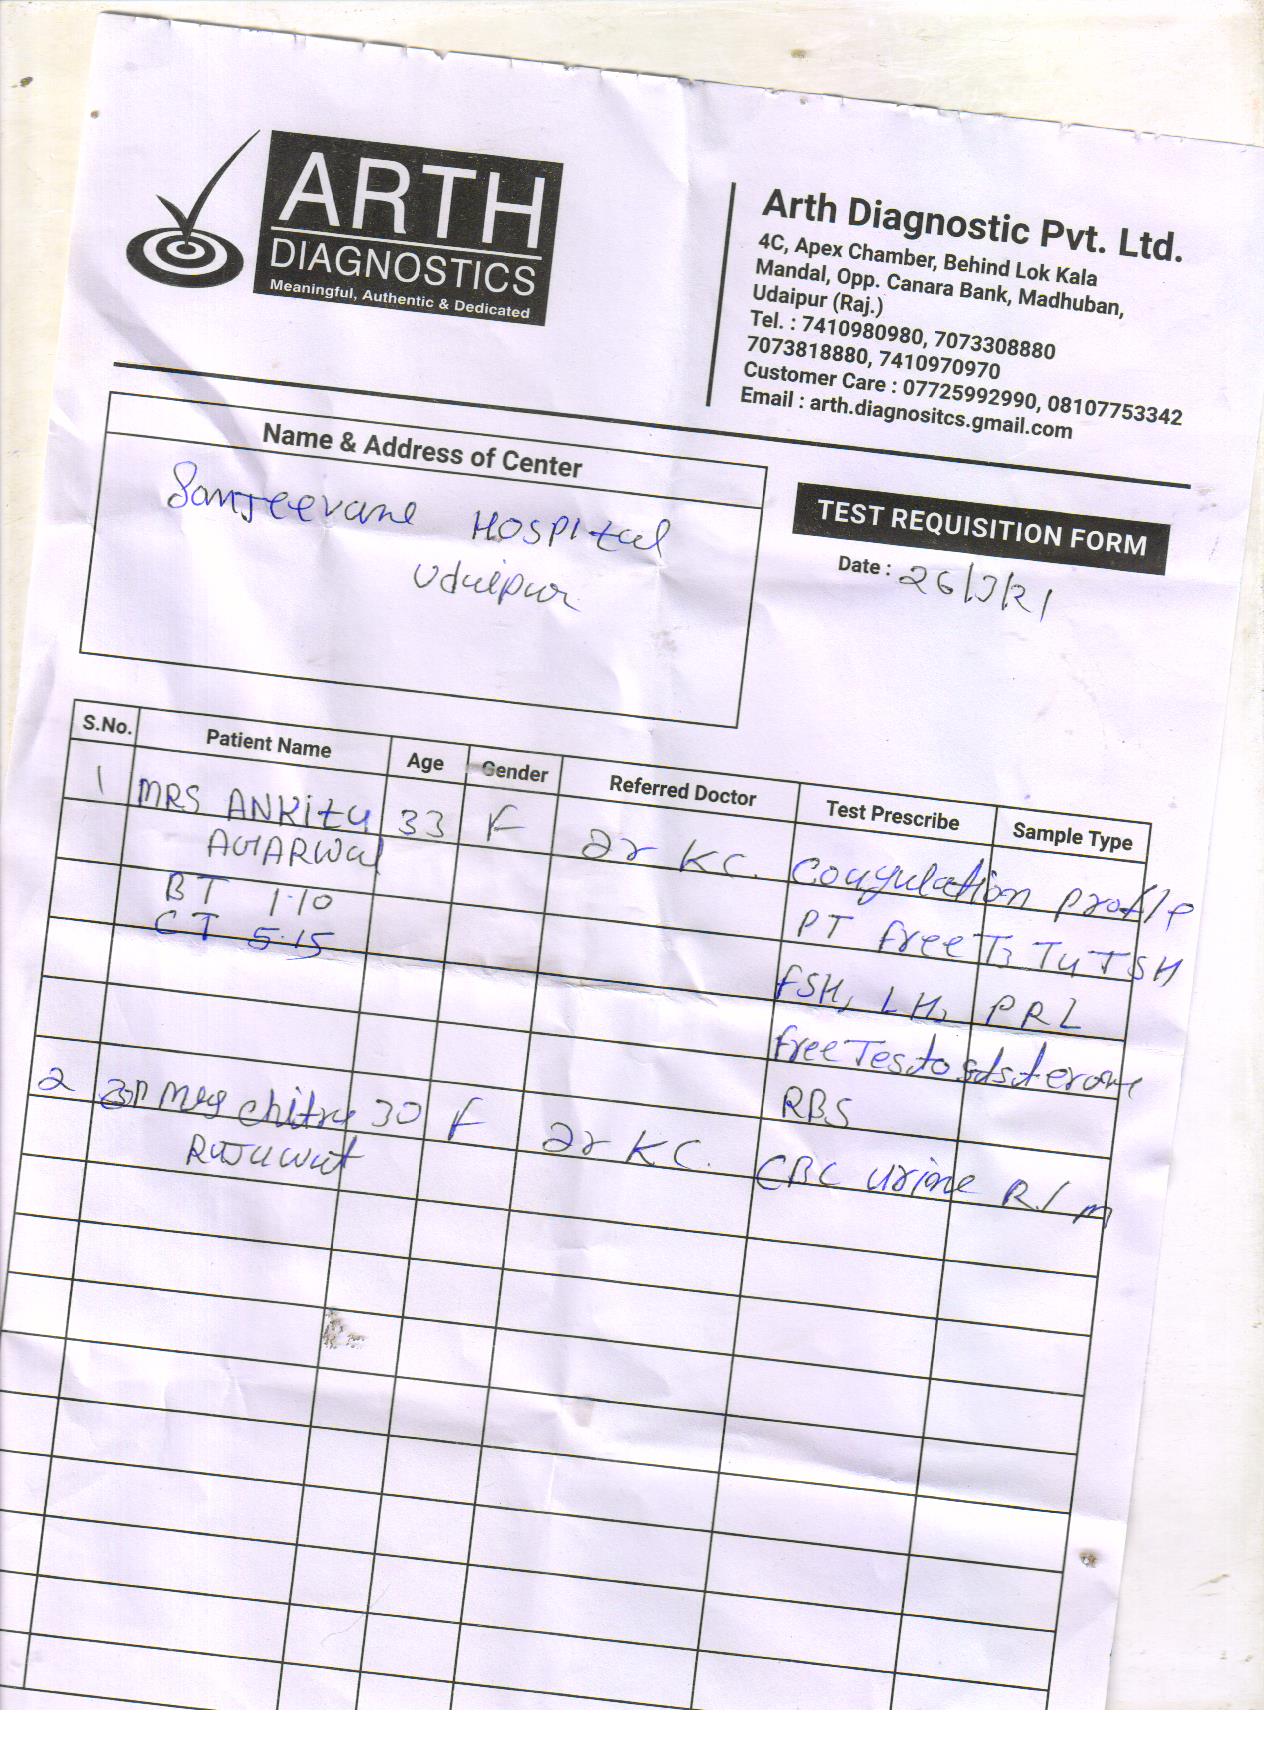 ARTH
DIAGNOSTICS
Meaningful, Authentic & Dedicated
Arth Diagnostic Pvt. Ltd.
4C, Apex Chamber, Behind Lok Kala
Mandal, Opp. Canara Bank, Madhuban,
Udaipur (Raj.)
Tel. : 7410980980, 7073308880
7073818880, 7410970970
Customer Care : 07725992990, 08107753342
Email : arth.diagnositcs.gmail.com
Name & Address of Center
Sanjeevane HOSPital
Udaipur
TEST REQUISITION FORM
Date : 26/7/21
S.No. Patient Name Age Gender Referred Doctor Test Prescribe Sample Type
1 MRS ANKita 33 F Dr KC. Cougulation profile
AGARWal
BT 1.10 PT free T3 T4 TSH
CT 5.15
FSH, LH, PRL
free Testo sterone
RBS
2 chitra 30 F Dr KC. CBC urine R/m
Rajawat